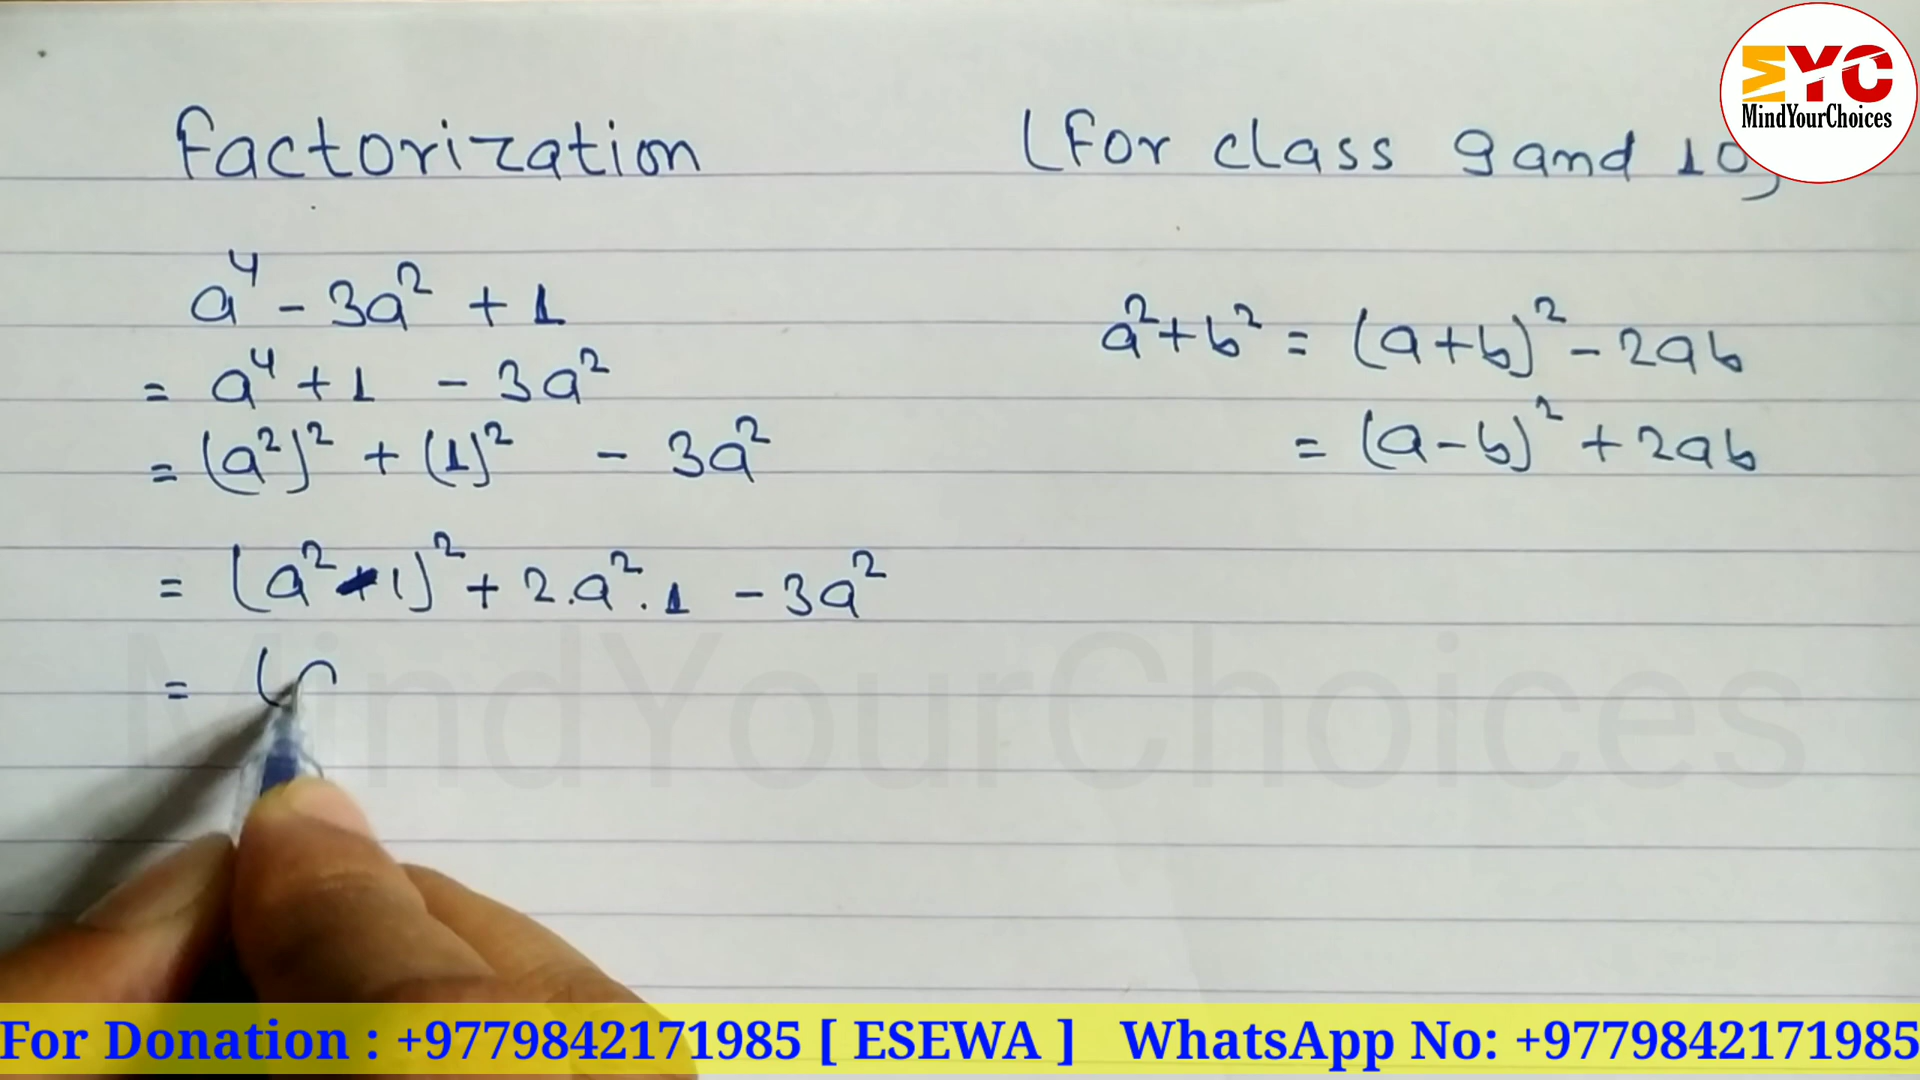 Factorization (For class 9 and 10)
MYC
MindYourChoices
a⁴ - 3a² + 1
= a⁴ + 1 - 3a²
= (a²)² + (1)² - 3a²
= (a² - 1)² + 2.a².1 - 3a²
= (
a² + b² = (a+b)² - 2ab
= (a-b)² + 2ab
MindYourChoices
For Donation : +9779842171985 [ ESEWA ] WhatsApp No: +9779842171985